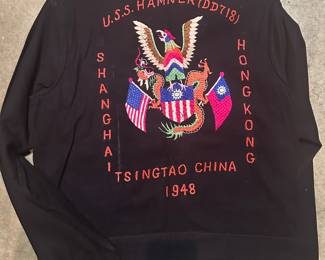 U.S.S. HAMNER (DD718)
SHANGHAI
HONG KONG
TSINGTAO CHINA
1948